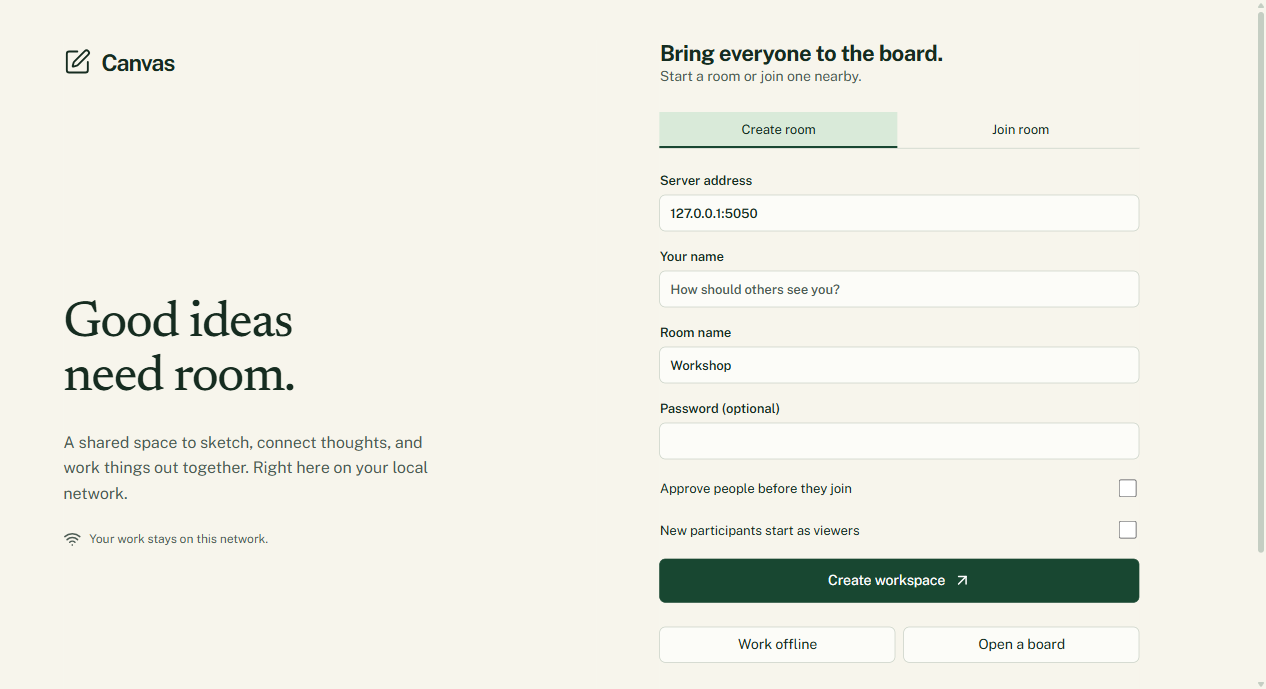 Canvas
Good ideas
need room.
A shared space to sketch, connect thoughts, and
work things out together. Right here on your local
network.
Your work stays on this network.
Bring everyone to the board.
Start a room or join one nearby.
Create room
Join room
Server address
127.0.0.1:5050
Your name
How should others see you?
Room name
Workshop
Password (optional)
Approve people before they join
New participants start as viewers
Create workspace
Work offline
Open a board